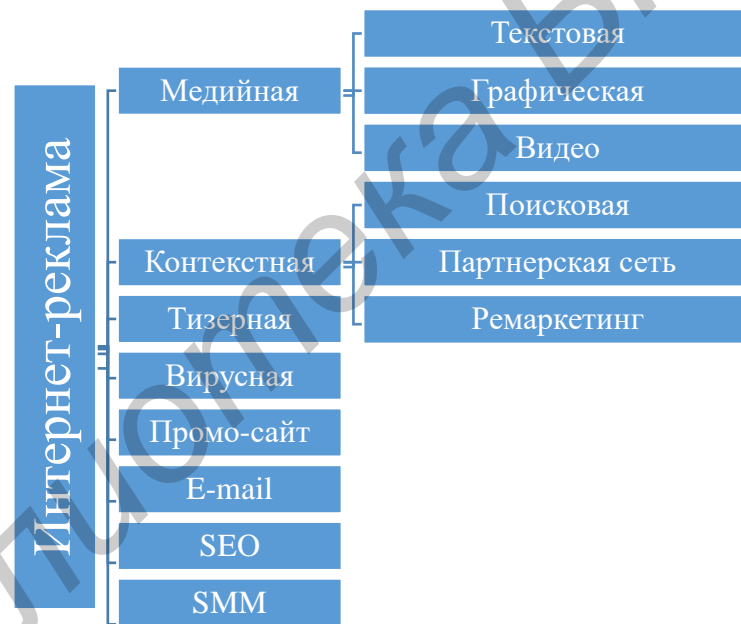 Интернет-реклама
Медийная
Текстовая
Графическая
Видео
Контекстная
Поисковая
Партнерская сеть
Ремаркетинг
Тизерная
Вирусная
Промо-сайт
E-mail
SEO
SMM